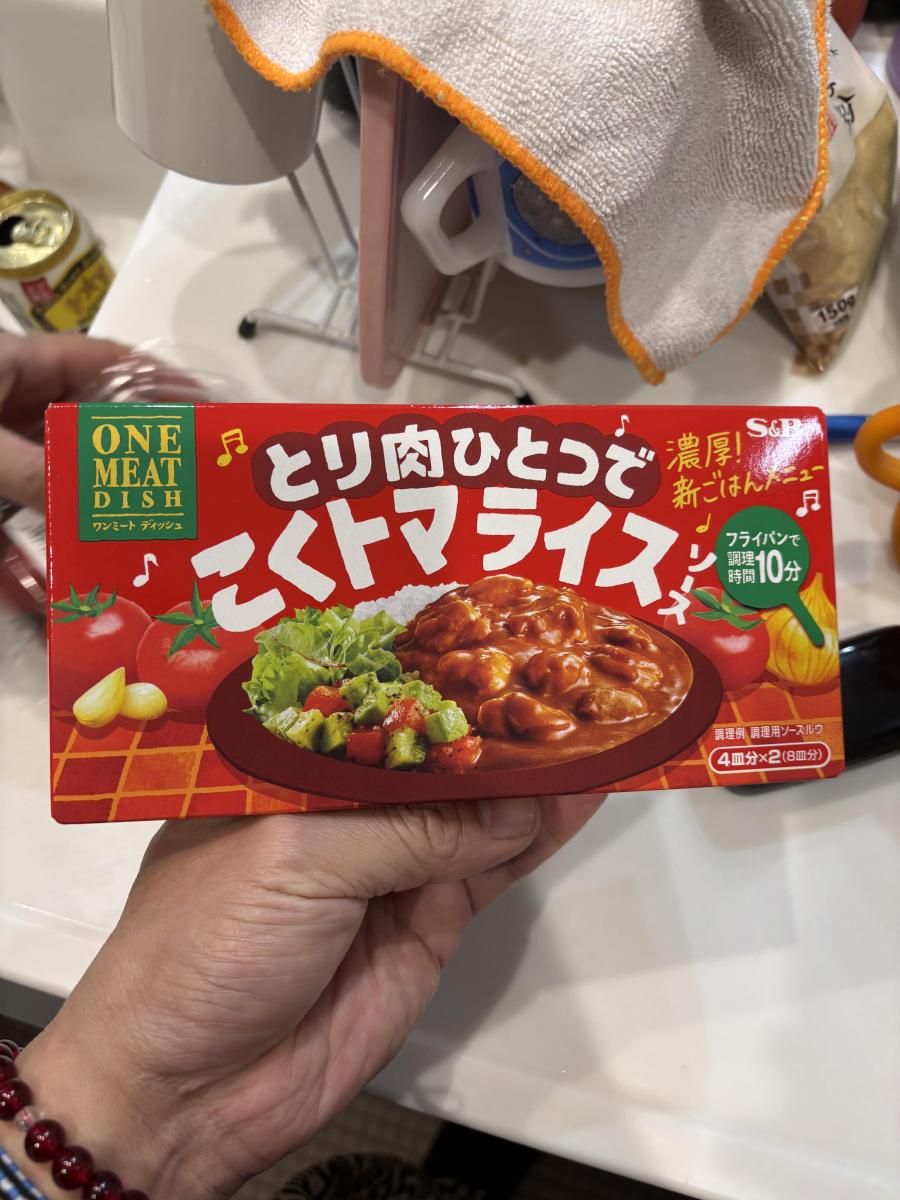 ONE
MEAT
DISH
ワンミート ディッシュ
とり肉ひとつで
こくトマライス
ソース
S&B
濃厚!
新ごはんメニュー
フライパンで
調理
時間10分
調理例 調理用ソースルウ
4皿分×2(8皿分)
150g